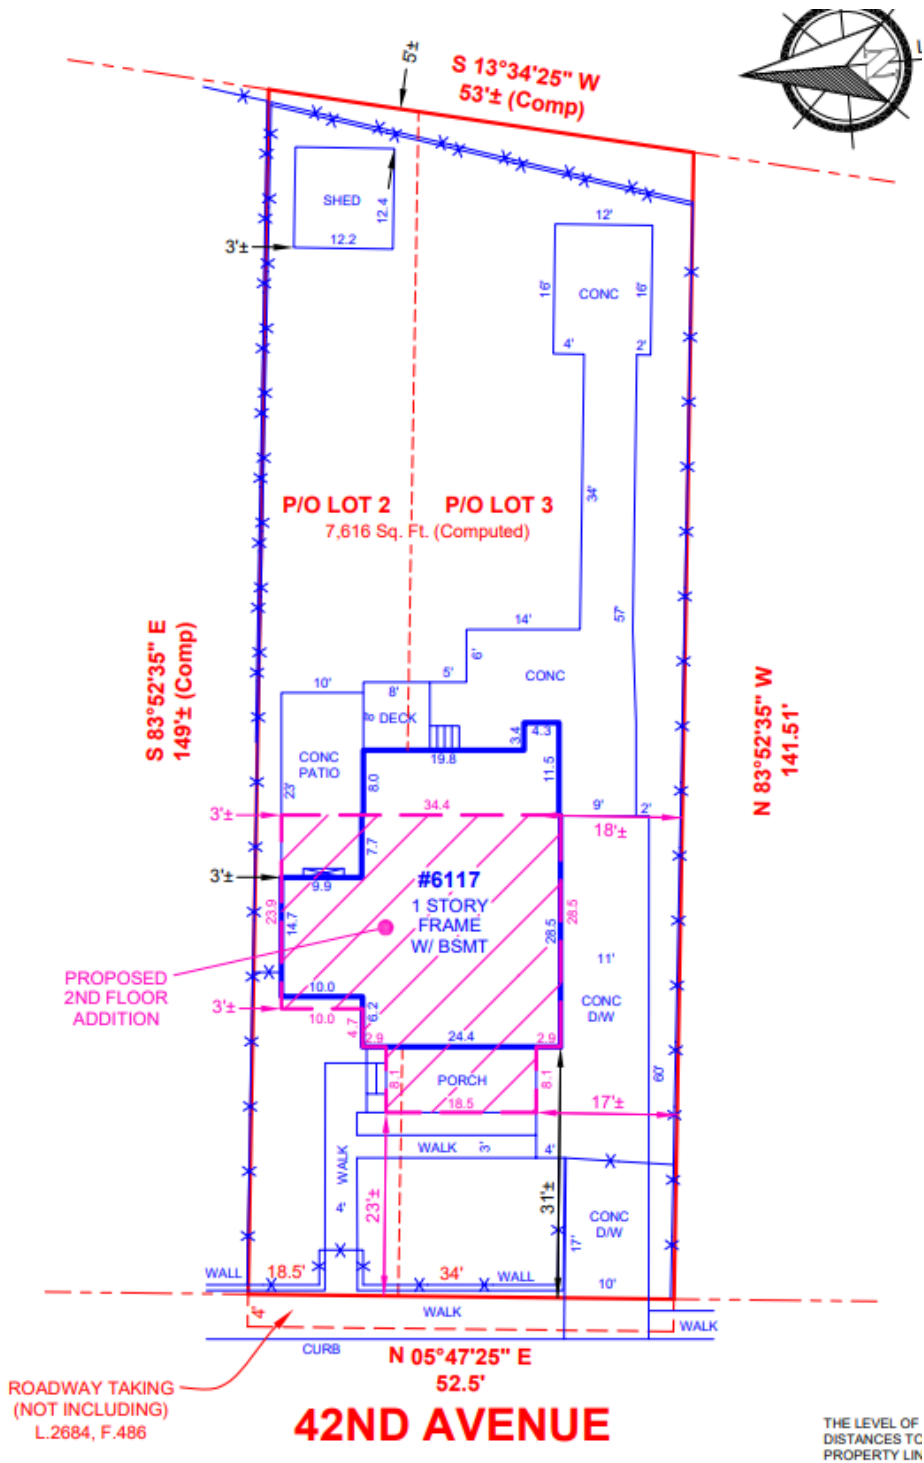 5'±
S 13°34'25" W
53'± (Comp)
N
SHED
12.4
12.2
3'±
12'
16'
CONC
16'
4'
2'
34'
P/O LOT 2
P/O LOT 3
7,616 Sq. Ft. (Computed)
57'
14'
6'
S 83°52'35" E
149'± (Comp)
N 83°52'35" W
141.51'
10'
8'
5'
CONC
8'
DECK
3.4
4.3
CONC
PATIO
19.8
8.0
11.5
23'
3'±
34.4
9'
2'
18'±
7.7
3'±
9.9
#6117
1 STORY
FRAME
W/ BSMT
23.9
14.7
28.5
28.5
PROPOSED
2ND FLOOR
ADDITION
10.0
11'
CONC
D/W
3'±
10.0
4.7
6.2
2.9
24.4
2.9
8.1
PORCH
8.1
18.5
60'
17'±
WALK
WALK
3'
4'
4'
23'±
31'±
CONC
D/W
17'
WALL
18.5'
34'
WALL
10'
4'
WALK
WALK
CURB
N 05°47'25" E
52.5'
ROADWAY TAKING
(NOT INCLUDING)
L.2684, F.486
42ND AVENUE
THE LEVEL OF
DISTANCES TO
PROPERTY LIN